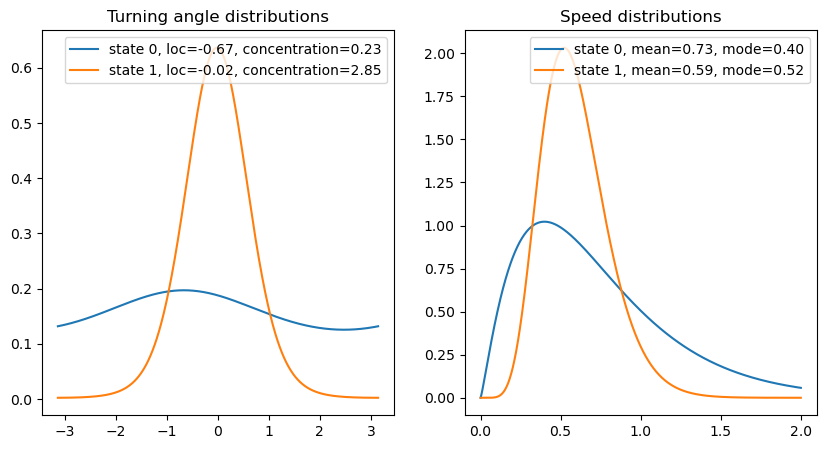 Turning angle distributions
state 0, loc=-0.67, concentration=0.23
state 1, loc=-0.02, concentration=2.85
0.6
0.5
0.4
0.3
0.2
0.1
0.0
−3 −2 −1 0 1 2 3
Speed distributions
state 0, mean=0.73, mode=0.40
state 1, mean=0.59, mode=0.52
2.00
1.75
1.50
1.25
1.00
0.75
0.50
0.25
0.00
0.0 0.5 1.0 1.5 2.0